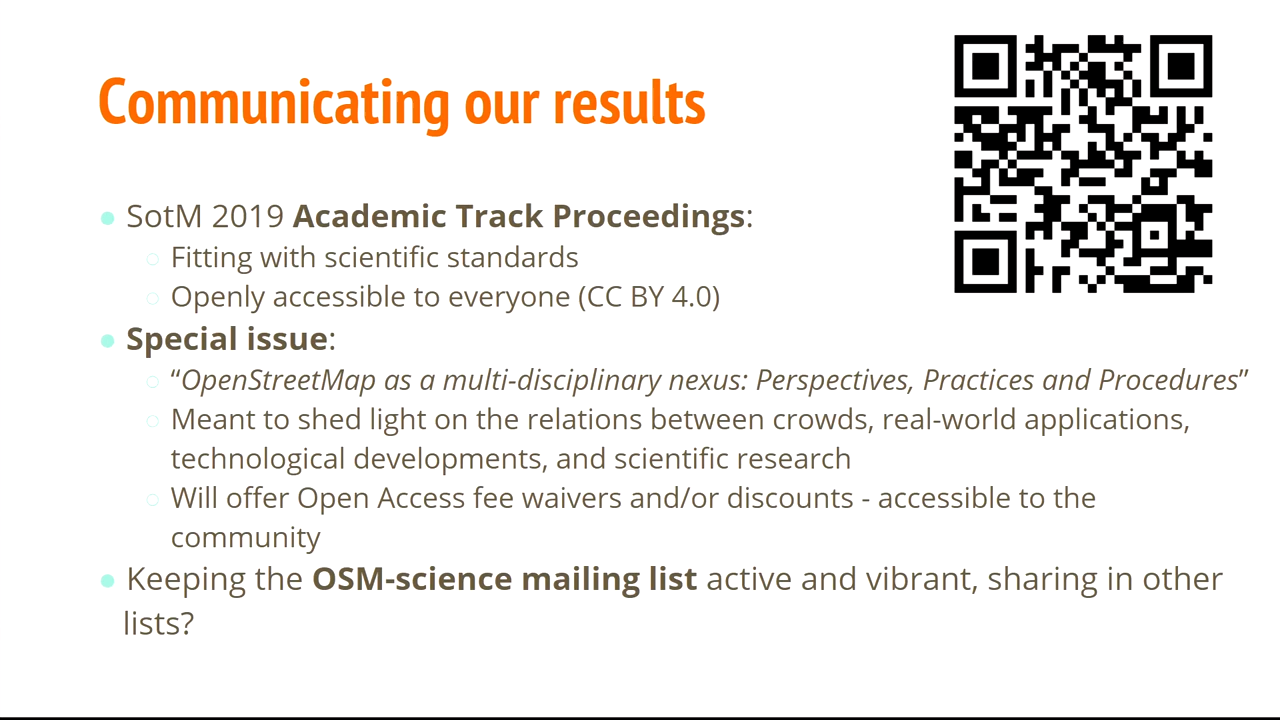 Communicating our results
● SotM 2019 Academic Track Proceedings:
○ Fitting with scientific standards
○ Openly accessible to everyone (CC BY 4.0)
● Special issue:
○ “OpenStreetMap as a multi-disciplinary nexus: Perspectives, Practices and Procedures”
○ Meant to shed light on the relations between crowds, real-world applications,
technological developments, and scientific research
○ Will offer Open Access fee waivers and/or discounts - accessible to the
community
● Keeping the OSM-science mailing list active and vibrant, sharing in other
lists?